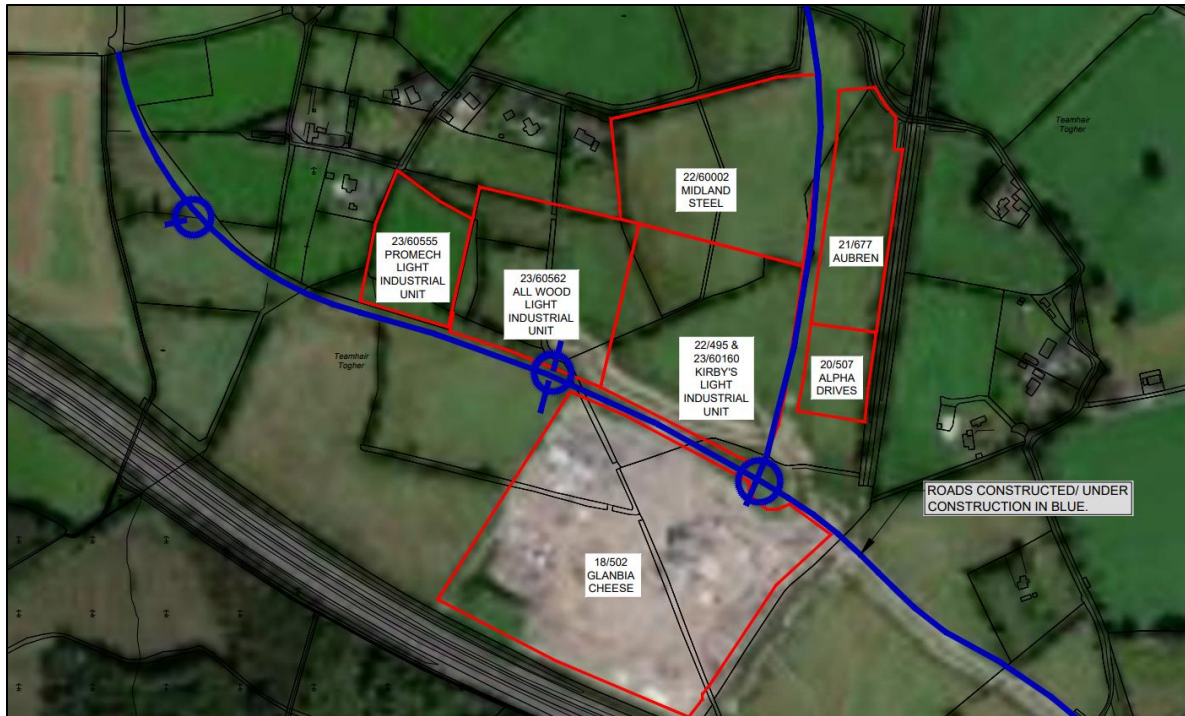 Teamhair
Togher
22/60002
MIDLAND
STEEL
21/677
AUBREN
23/60555
PROMECH
LIGHT
INDUSTRIAL
UNIT
23/60562
ALL WOOD
LIGHT
INDUSTRIAL
UNIT
22/495 &
23/60160
KIRBY'S
LIGHT
INDUSTRIAL
UNIT
20/507
ALPHA
DRIVES
Teamhair
Togher
ROADS CONSTRUCTED/ UNDER
CONSTRUCTION IN BLUE.
18/502
GLANBIA
CHEESE